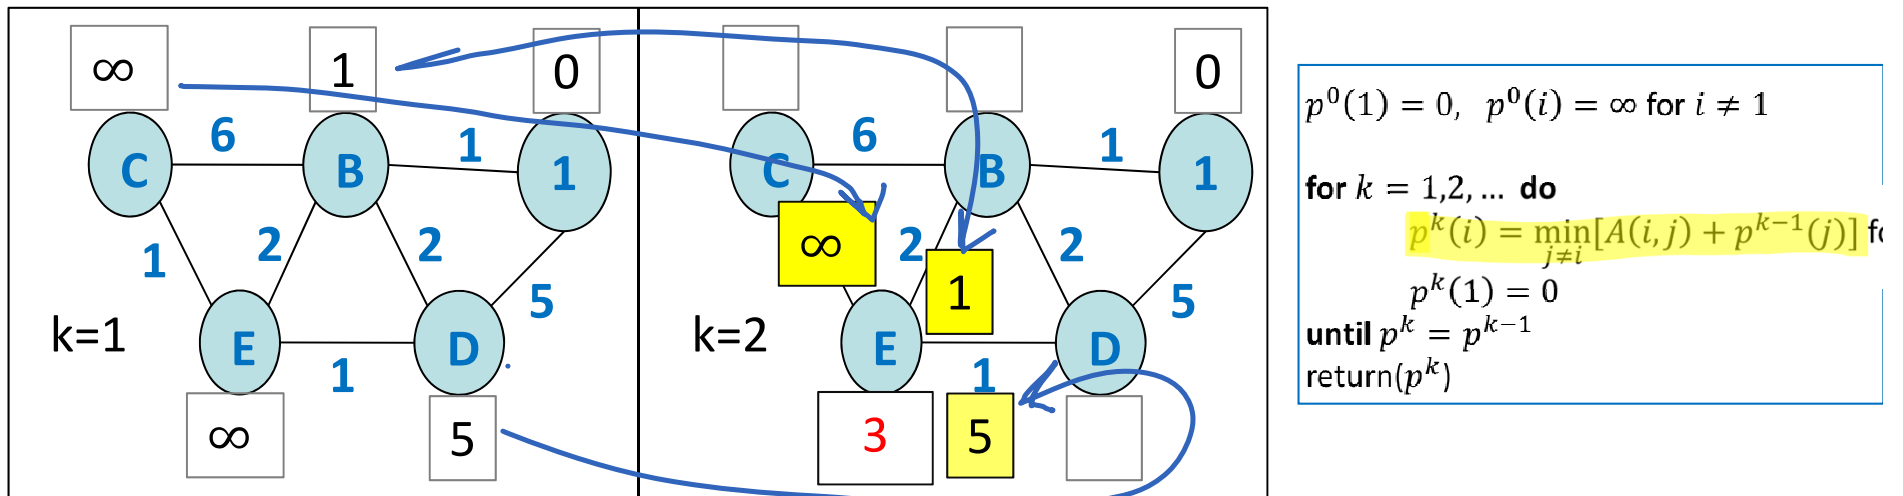 ∞ 1 0
C 6 B 1 1
1 2 2 5
k=1 E 1 D
∞ 5
0
C 6 B 1 1
∞ 2 1 2 5
k=2 E 1 D
3 5
p⁰(1) = 0, p⁰(i) = ∞ for i ≠ 1
for k = 1,2, … do
pᵏ(i) = min[A(i, j) + pᵏ⁻¹(j)]
j≠i
pᵏ(1) = 0
until pᵏ = pᵏ⁻¹
return(pᵏ)